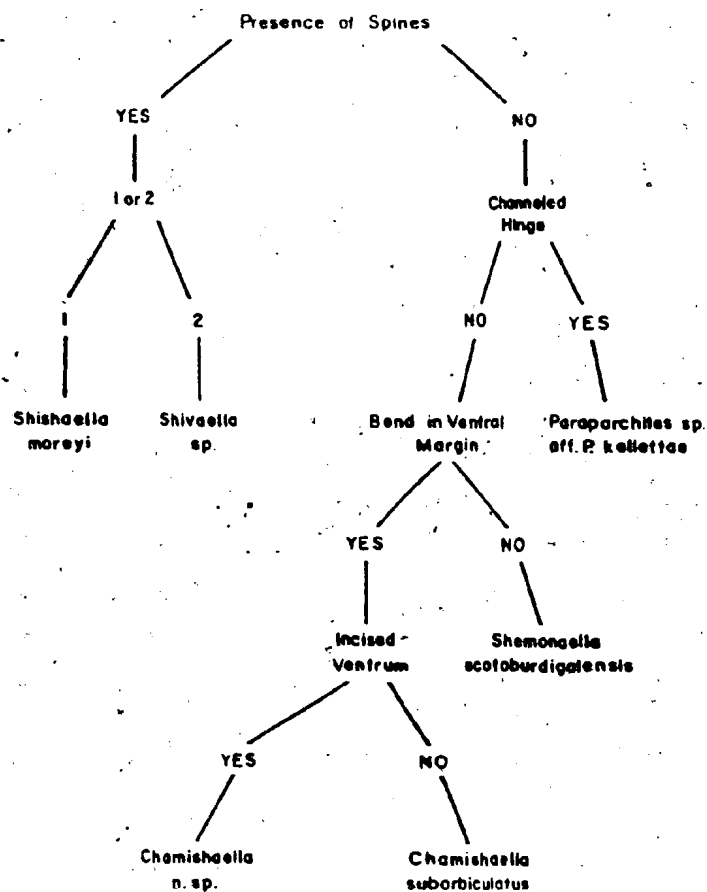 Presence of Spines
YES
NO
1 or 2
Channeled
Hinge
1
2
NO
YES
Shishaella
moreyi
Shivaella
sp.
Bend in Ventral
Margin
Paraparchites sp.
aff. P. kellettae
YES
NO
Incised
Ventrum
Shemonaella
scotoburdigalensis
YES
NO
Chamishaella
n. sp.
Chamishaella
suborbiculatus